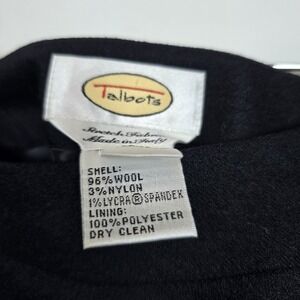 Talbots
Stretch Fabric
Made in Italy
SHELL:
96% WOOL
3% NYLON
1% LYCRA® SPANDEX
LINING:
100% POLYESTER
DRY CLEAN